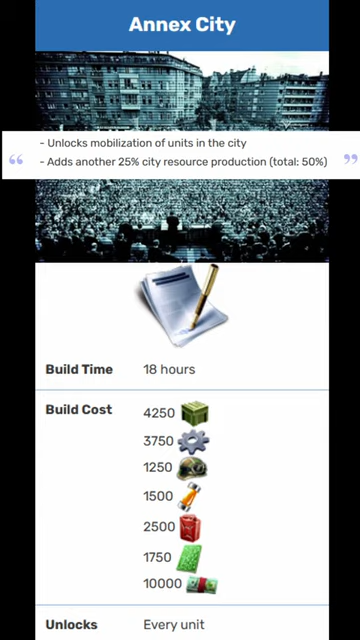 Annex City
- Unlocks mobilization of units in the city
- Adds another 25% city resource production (total: 50%)
Build Time 18 hours
Build Cost 4250
3750
1250
1500
2500
1750
10000
Unlocks Every unit